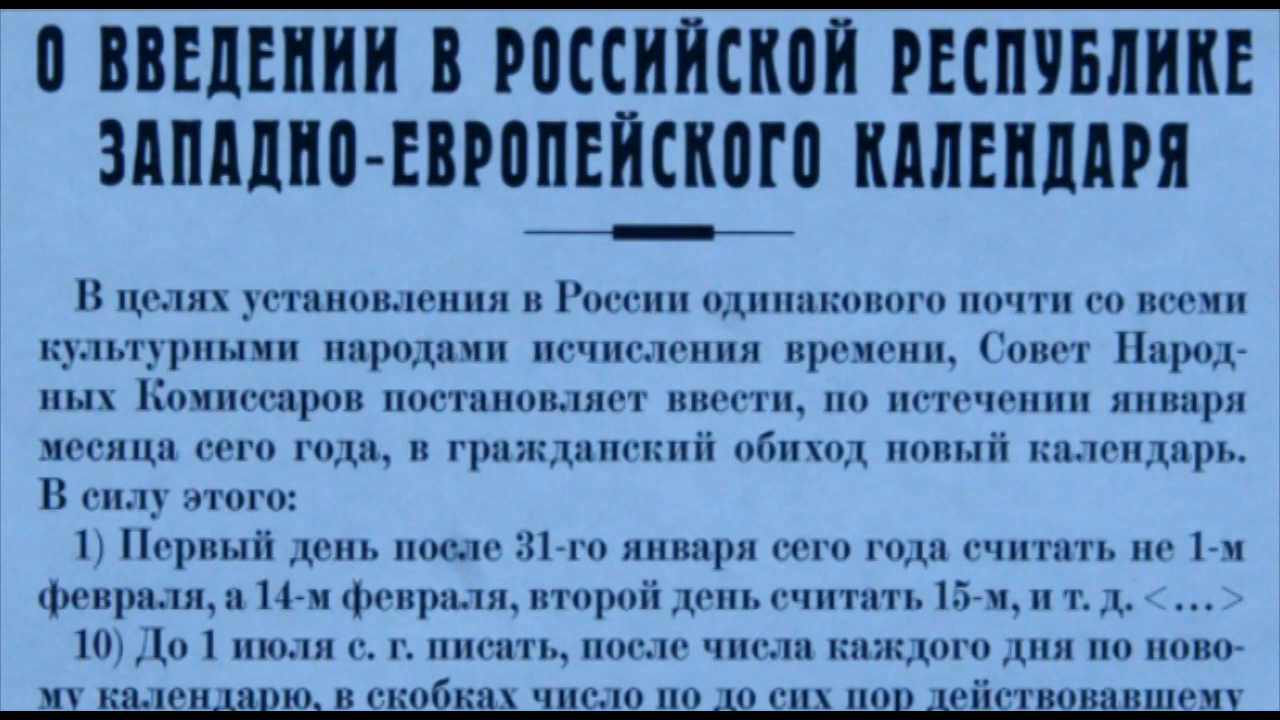 О ВВЕДЕНИИ В РОССИЙСКОЙ РЕСПУБЛИКЕ
ЗАПАДНО-ЕВРОПЕЙСКОГО КАЛЕНДАРЯ
В целях установления в России одинакового почти со всеми
культурными народами исчисления времени, Совет Народ-
ных Комиссаров постановляет ввести, по истечении января
месяца сего года, в гражданский обиход новый календарь.
В силу этого:
1) Первый день после 31-го января сего года считать не 1-м
февраля, а 14-м февраля, второй день считать 15-м, и т. д. <...>
10) До 1 июля с. г. писать, после числа каждого дня по ново-
му календарю, в скобках число по до сих пор действовавшему